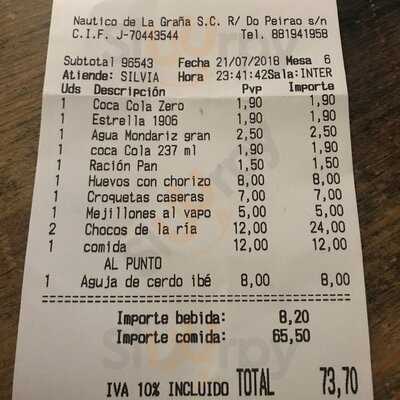 Nautico de La Graña S.C. R/ Do Peirao s/n
C.I.F. J-70443544 Tel. 881941958
Subtotal 96543 Fecha 21/07/2018 Mesa 6
Atiende: SILVIA Hora 23:41:42 Sala:INTER
Uds Descripción Pvp Importe
1 Coca Cola Zero 1,90 1,90
1 Estrella 1906 1,90 1,90
1 Agua Mondariz gran 2,50 2,50
1 coca Cola 237 ml 1,90 1,90
1 Ración Pan 1,50 1,50
1 Huevos con chorizo 8,00 8,00
1 Croquetas caseras 7,00 7,00
1 Mejillones al vapo 5,00 5,00
2 Chocos de la ría 12,00 24,00
1 comida 12,00 12,00
AL PUNTO
1 Aguja de cerdo ibé 8,00 8,00
Importe bebida: 8,20
Importe comida: 65,50
IVA 10% INCLUIDO TOTAL 73,70